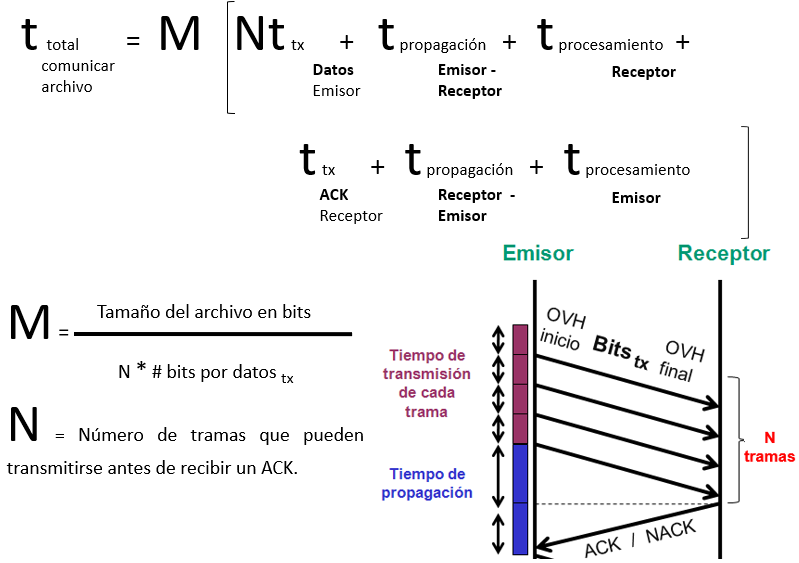 t total comunicar archivo = M [ N t tx Datos Emisor + t propagación Emisor - Receptor + t procesamiento Receptor +
t tx ACK Receptor + t propagación Receptor - Emisor + t procesamiento Emisor ]
Emisor Receptor
M = Tamaño del archivo en bits
N * # bits por datos tx
N = Número de tramas que pueden
transmitirse antes de recibir un ACK.
OVH
inicio
Bits tx
OVH
final
Tiempo de
transmisión
de cada
trama
N
tramas
Tiempo de
propagación
ACK / NACK